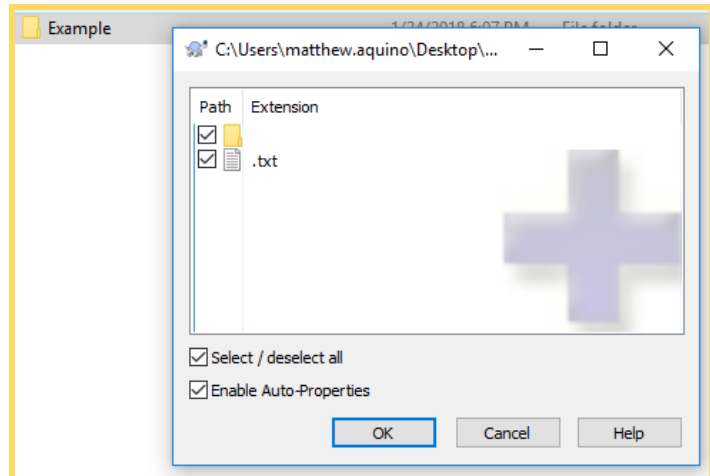 Example
1/24/2018 6:07 PM File folder
C:\Users\matthew.aquino\Desktop\...
Path Extension
.txt
Select / deselect all
Enable Auto-Properties
OK Cancel Help